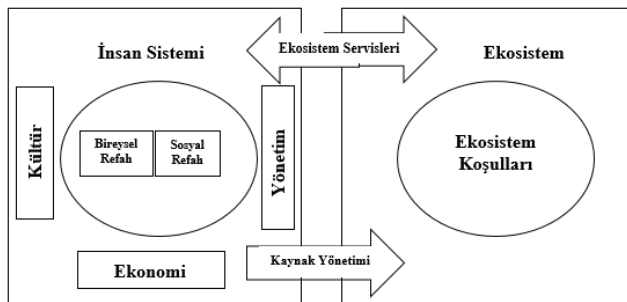 İnsan Sistemi
Ekosistem Servisleri
Ekosistem
Kültür
Bireysel
Refah
Sosyal
Refah
Yönetim
Ekosistem
Koşulları
Ekonomi
Kaynak Yönetimi